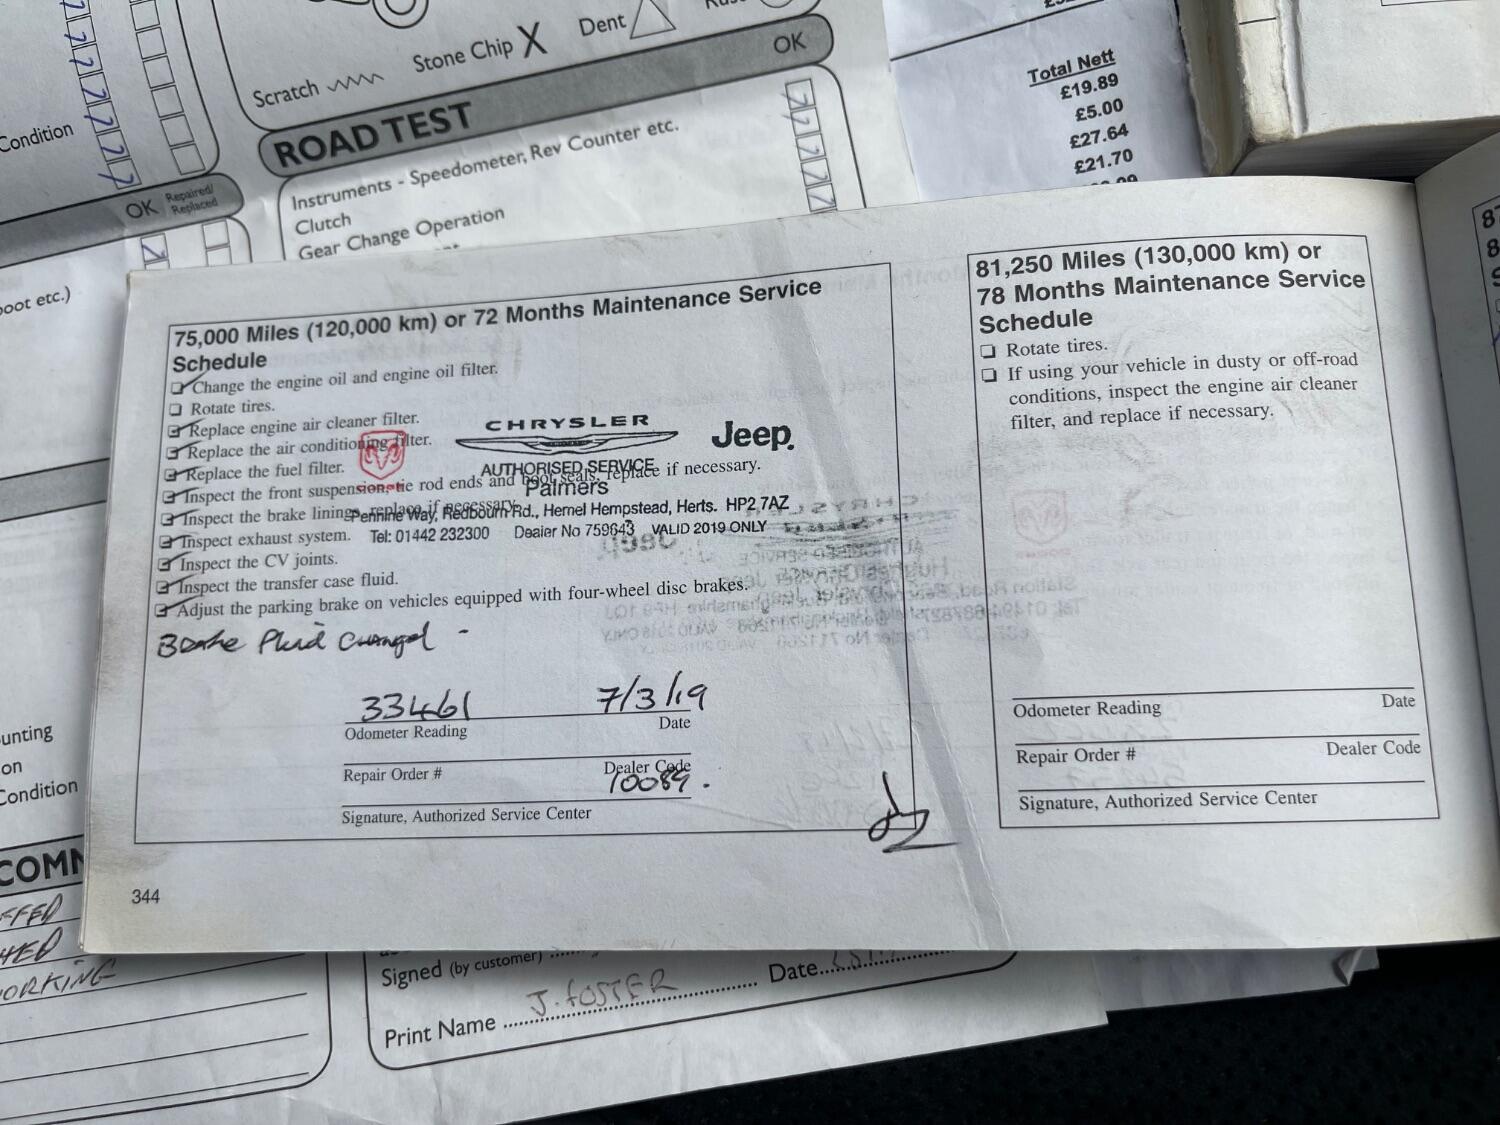 Scratch
Stone Chip X
Dent
OK
ROAD TEST
Instruments - Speedometer, Rev Counter etc.
Clutch
Gear Change Operation
Condition
OK
Repaired/
Replaced
boot etc.)
Total Nett
£19.89
£5.00
£27.64
£21.70
75,000 Miles (120,000 km) or 72 Months Maintenance Service
Schedule
Change the engine oil and engine oil filter.
Rotate tires.
Replace engine air cleaner filter.
Replace the air conditioning filter.
Replace the fuel filter.
Inspect the front suspension, tie rod ends and boot seals, replace if necessary.
Inspect the brake linings, replace if necessary.
Inspect exhaust system.
Inspect the CV joints.
Inspect the transfer case fluid.
Adjust the parking brake on vehicles equipped with four-wheel disc brakes.
CHRYSLER
Jeep
AUTHORISED SERVICE
Palmers
Pennine Way, Redbourn Rd., Hemel Hempstead, Herts. HP2 7AZ
Tel: 01442 232300 Dealer No 759643 VALID 2019 ONLY
Brake Fluid Changed -
33461 7/3/19
Odometer Reading Date
Repair Order # Dealer Code
10089.
Signature, Authorized Service Center
344
81,250 Miles (130,000 km) or
78 Months Maintenance Service
Schedule
Rotate tires.
If using your vehicle in dusty or off-road
conditions, inspect the engine air cleaner
filter, and replace if necessary.
Odometer Reading Date
Repair Order # Dealer Code
Signature, Authorized Service Center
unting
on
Condition
COMM
FFED
HED
ORKING
Signed (by customer)
Date
Print Name J. FOSTER